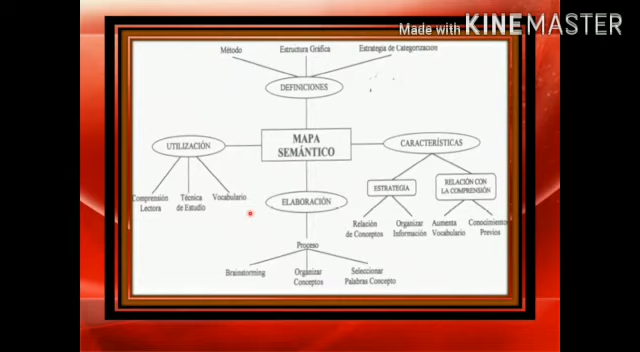 Made with KINEMASTER
Método
Estructura Gráfica
Estrategia de Categorización
DEFINICIONES
UTILIZACIÓN
MAPA
SEMÁNTICO
CARACTERÍSTICAS
Comprensión
Lectora
Técnica
de Estudio
Vocabulario
ELABORACIÓN
ESTRATEGIA
RELACIÓN CON
LA COMPRENSIÓN
Relación
de Conceptos
Organizar
Información
Aumenta
Vocabulario
Conocimiento
Previos
Proceso
Brainstorming
Organizar
Conceptos
Seleccionar
Palabras Concepto